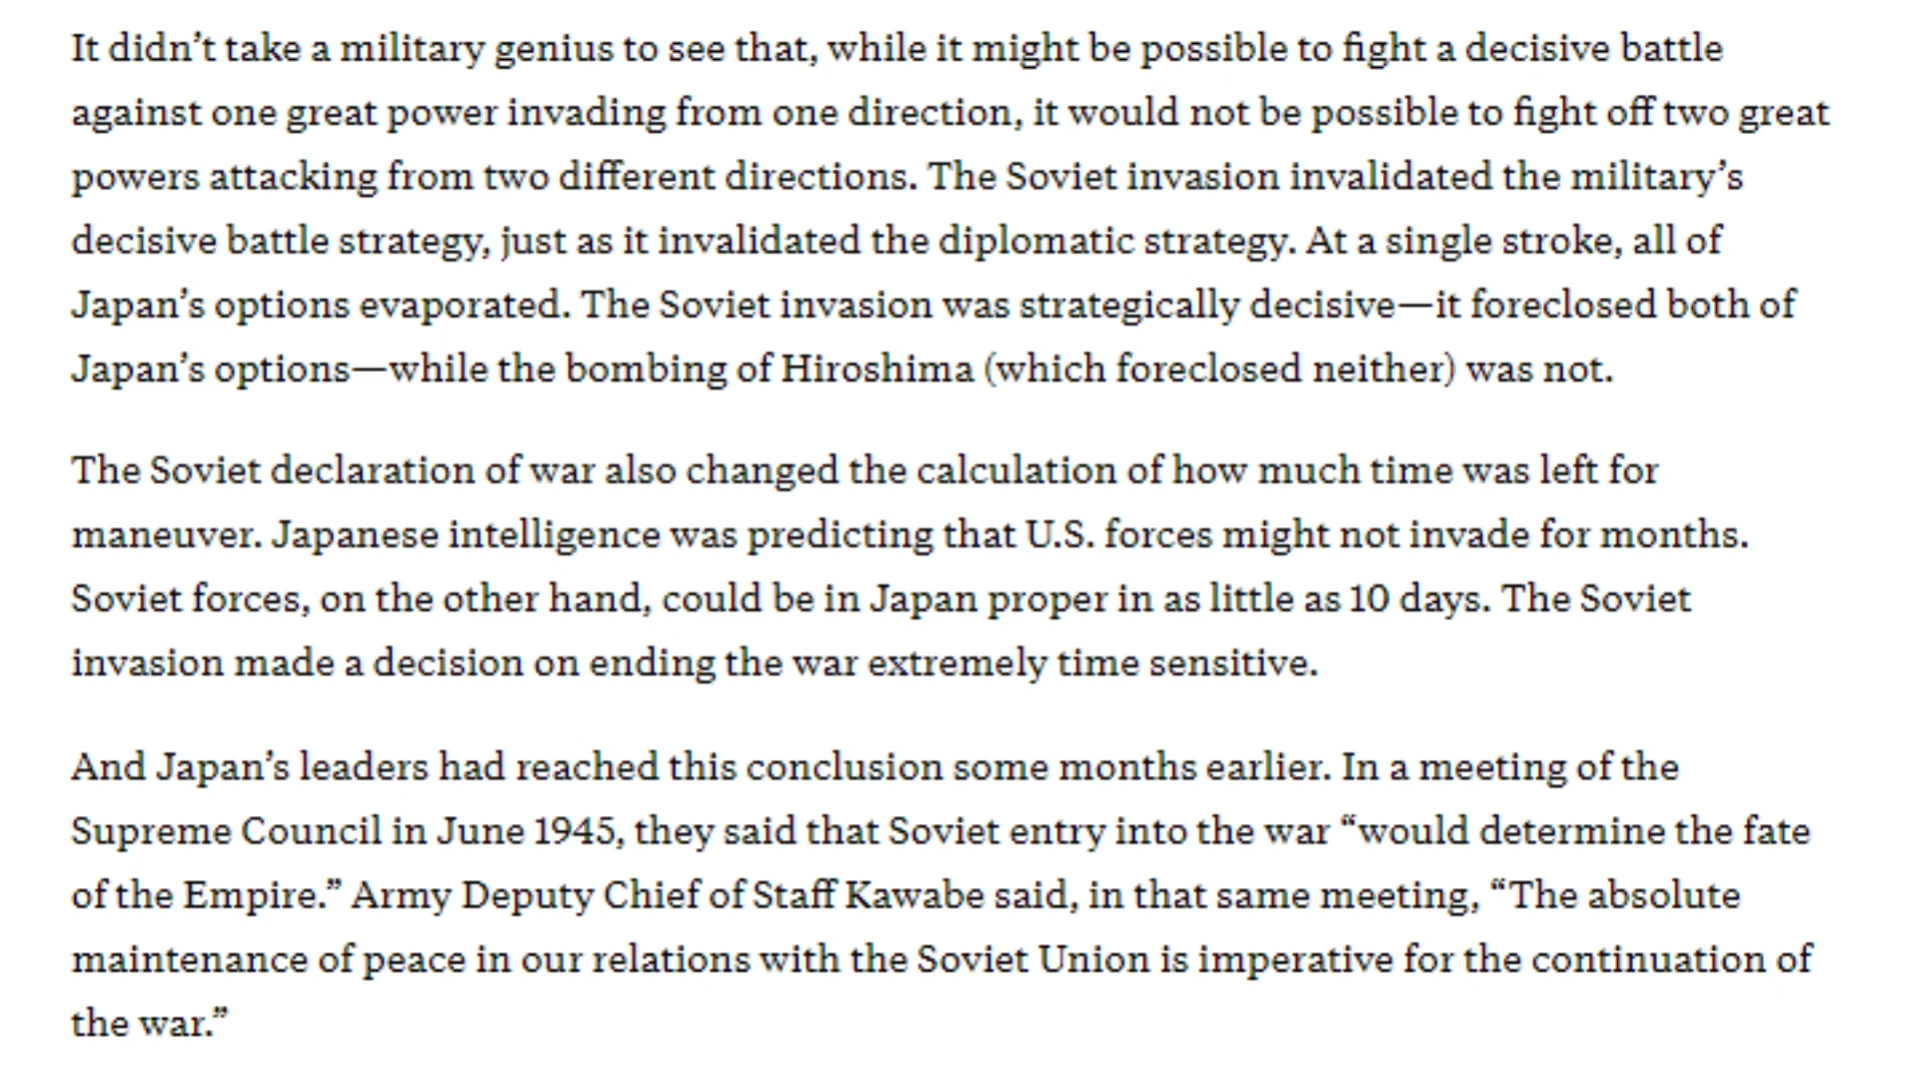 It didn’t take a military genius to see that, while it might be possible to fight a decisive battle
against one great power invading from one direction, it would not be possible to fight off two great
powers attacking from two different directions. The Soviet invasion invalidated the military’s
decisive battle strategy, just as it invalidated the diplomatic strategy. At a single stroke, all of
Japan’s options evaporated. The Soviet invasion was strategically decisive—it foreclosed both of
Japan’s options—while the bombing of Hiroshima (which foreclosed neither) was not.
The Soviet declaration of war also changed the calculation of how much time was left for
maneuver. Japanese intelligence was predicting that U.S. forces might not invade for months.
Soviet forces, on the other hand, could be in Japan proper in as little as 10 days. The Soviet
invasion made a decision on ending the war extremely time sensitive.
And Japan’s leaders had reached this conclusion some months earlier. In a meeting of the
Supreme Council in June 1945, they said that Soviet entry into the war “would determine the fate
of the Empire.” Army Deputy Chief of Staff Kawabe said, in that same meeting, “The absolute
maintenance of peace in our relations with the Soviet Union is imperative for the continuation of
the war.”